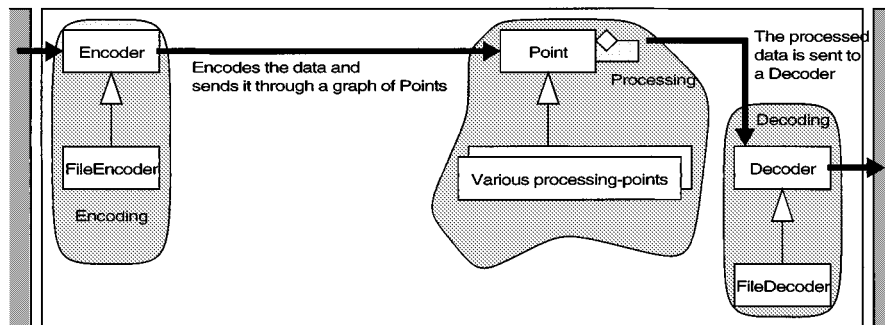 Encoder
Encodes the data and
sends it through a graph of Points
FileEncoder
Encoding
Point
Processing
Various processing-points
The processed
data is sent to
a Decoder
Decoding
Decoder
FileDecoder